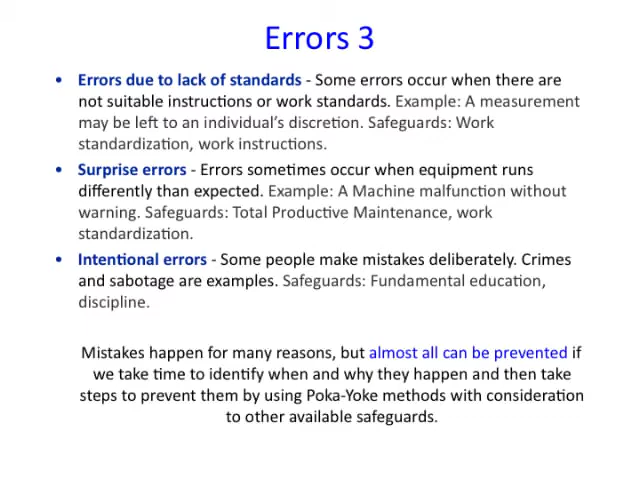 Errors 3
• Errors due to lack of standards - Some errors occur when there are
not suitable instructions or work standards. Example: A measurement
may be left to an individual's discretion. Safeguards: Work
standardization, work instructions.
• Surprise errors - Errors sometimes occur when equipment runs
differently than expected. Example: A Machine malfunction without
warning. Safeguards: Total Productive Maintenance, work
standardization.
• Intentional errors - Some people make mistakes deliberately. Crimes
and sabotage are examples. Safeguards: Fundamental education,
discipline.
Mistakes happen for many reasons, but almost all can be prevented if
we take time to identify when and why they happen and then take
steps to prevent them by using Poka-Yoke methods with consideration
to other available safeguards.